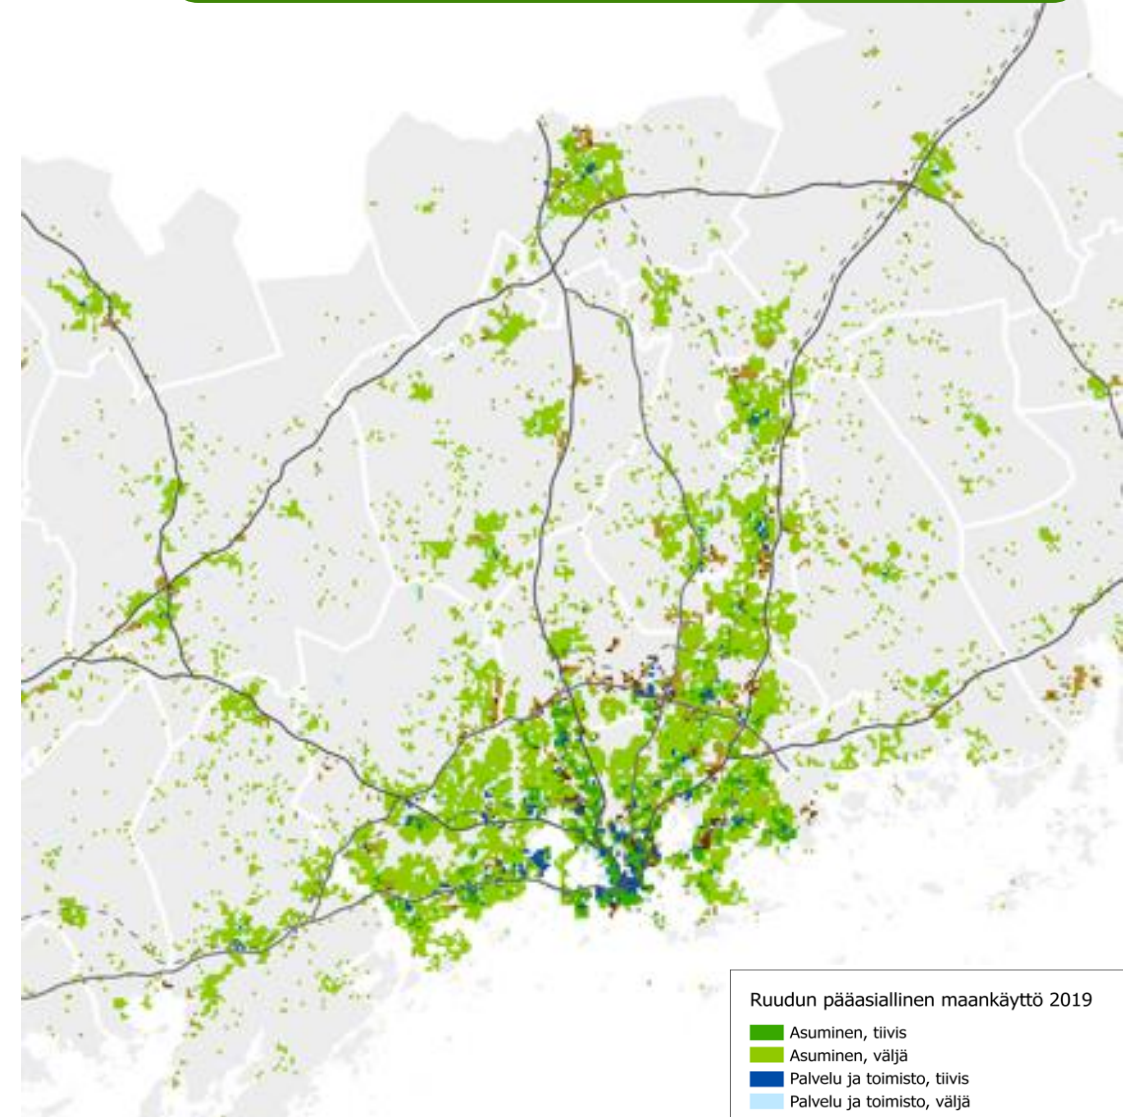 Ruudun pääasiallinen maankäyttö 2019
Asuminen, tiivis
Asuminen, väljä
Palvelu ja toimisto, tiivis
Palvelu ja toimisto, väljä